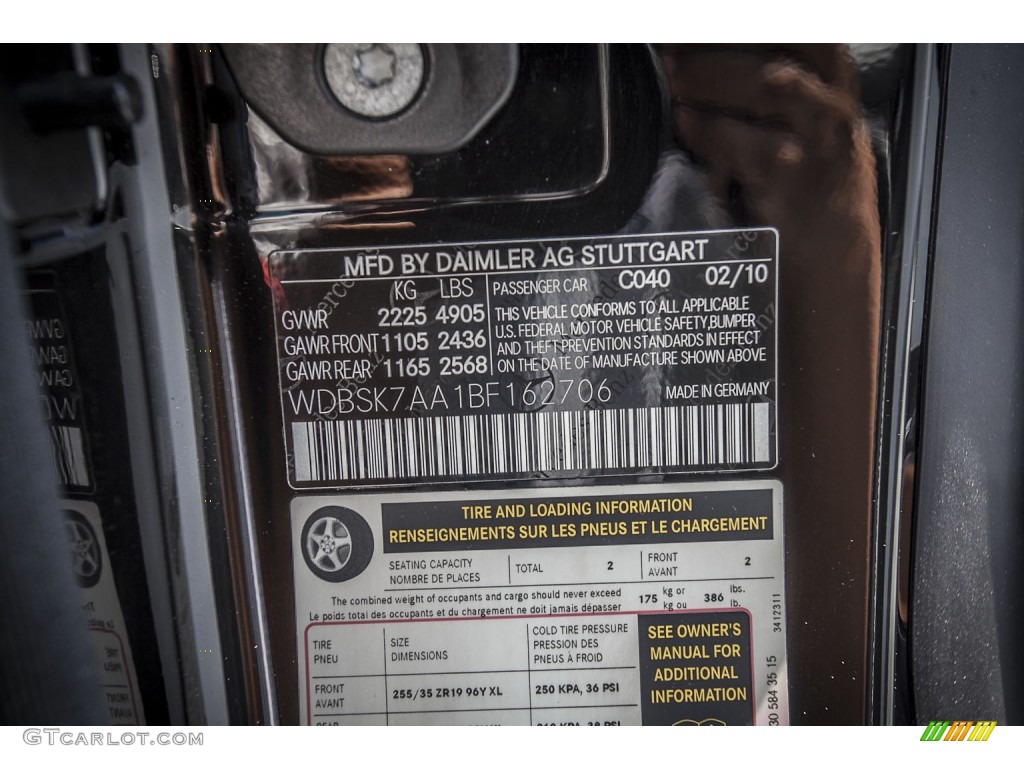 MFD BY DAIMLER AG STUTTGART
KG LBS PASSENGER CAR C040 02/10
GVWR 2225 4905
GAWR FRONT 1105 2436
GAWR REAR 1165 2568
THIS VEHICLE CONFORMS TO ALL APPLICABLE
U.S. FEDERAL MOTOR VEHICLE SAFETY,BUMPER
AND THEFT PREVENTION STANDARDS IN EFFECT
ON THE DATE OF MANUFACTURE SHOWN ABOVE
WDBSK7AA1BF162706 MADE IN GERMANY
TIRE AND LOADING INFORMATION
RENSEIGNEMENTS SUR LES PNEUS ET LE CHARGEMENT
SEATING CAPACITY
NOMBRE DE PLACES
TOTAL 2
FRONT
AVANT
2
The combined weight of occupants and cargo should never exceed
Le poids total des occupants et du chargement ne doit jamais dépasser
175 kg or
kg ou
386 lbs.
lb.
TIRE
PNEU
SIZE
DIMENSIONS
COLD TIRE PRESSURE
PRESSION DES
PNEUS À FROID
FRONT
AVANT
255/35 ZR19 96Y XL
250 KPA, 36 PSI
SEE OWNER'S
MANUAL FOR
ADDITIONAL
INFORMATION
3412311
30 584 35 15
GTCARLOT.COM